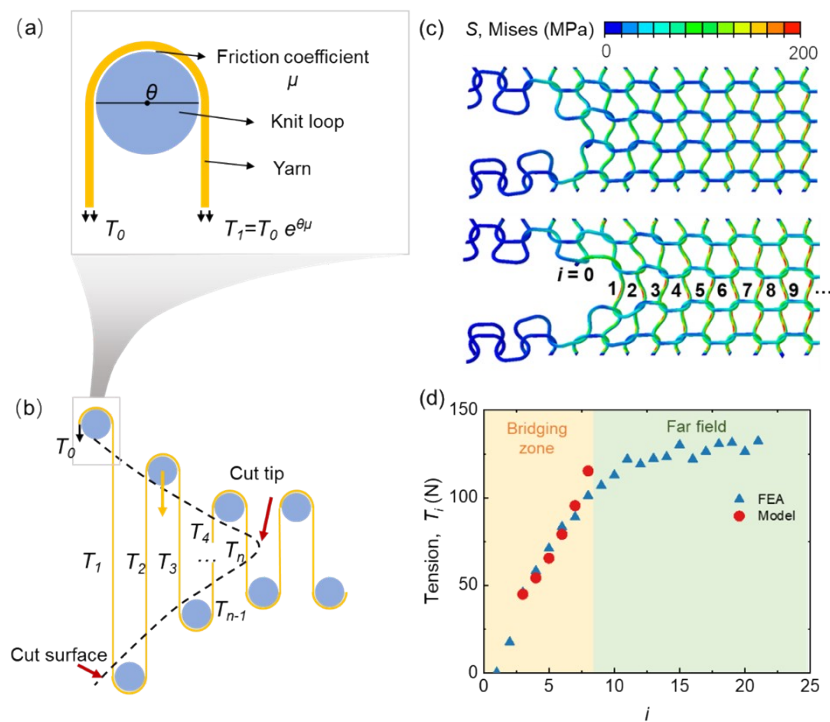 (a)
Friction coefficient
μ
θ
Knit loop
Yarn
T0
T1=T0 e^θμ
(b)
T0
Cut tip
T1
T2
T3
T4
...
Tn
Tn-1
Cut surface
(c)
S, Mises (MPa)
0
200
i = 0
1 2 3 4 5 6 7 8 9 ...
(d)
150
100
50
0
Tension, Ti (N)
Bridging
zone
Far field
FEA
Model
0 5 10 15 20 25
i